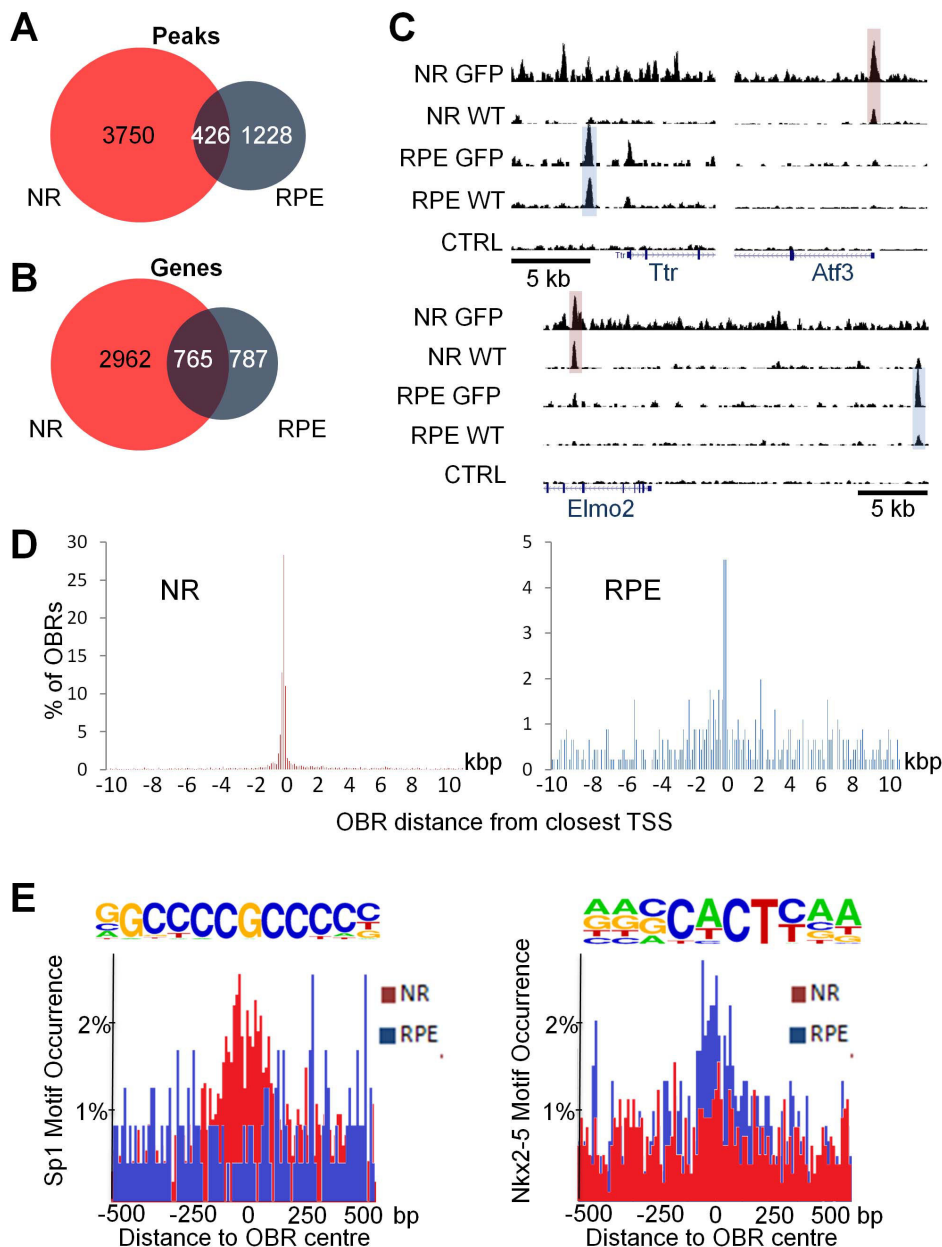 A
Peaks
3750
426
1228
NR
RPE
B
Genes
2962
765
787
NR
RPE
C
NR GFP
NR WT
RPE GFP
RPE WT
CTRL
5 kb
Ttr
Ttr
Atf3
NR GFP
NR WT
RPE GFP
RPE WT
CTRL
Elmo2
5 kb
D
% of OBRs
30
25
20
15
10
5
0
NR
-10 -8 -6 -4 -2 0 2 4 6 8 10
kbp
5
4
3
2
1
0
RPE
-10 -8 -6 -4 -2 0 2 4 6 8 10
kbp
OBR distance from closest TSS
E
GGCCCCGCCCCC
Sp1 Motif Occurrence
2%
1%
NR
RPE
-500 -250 0 250 500 bp
Distance to OBR centre
AACCACTCAA
Nkx2-5 Motif Occurrence
2%
1%
NR
RPE
-500 -250 0 250 500 bp
Distance to OBR centre